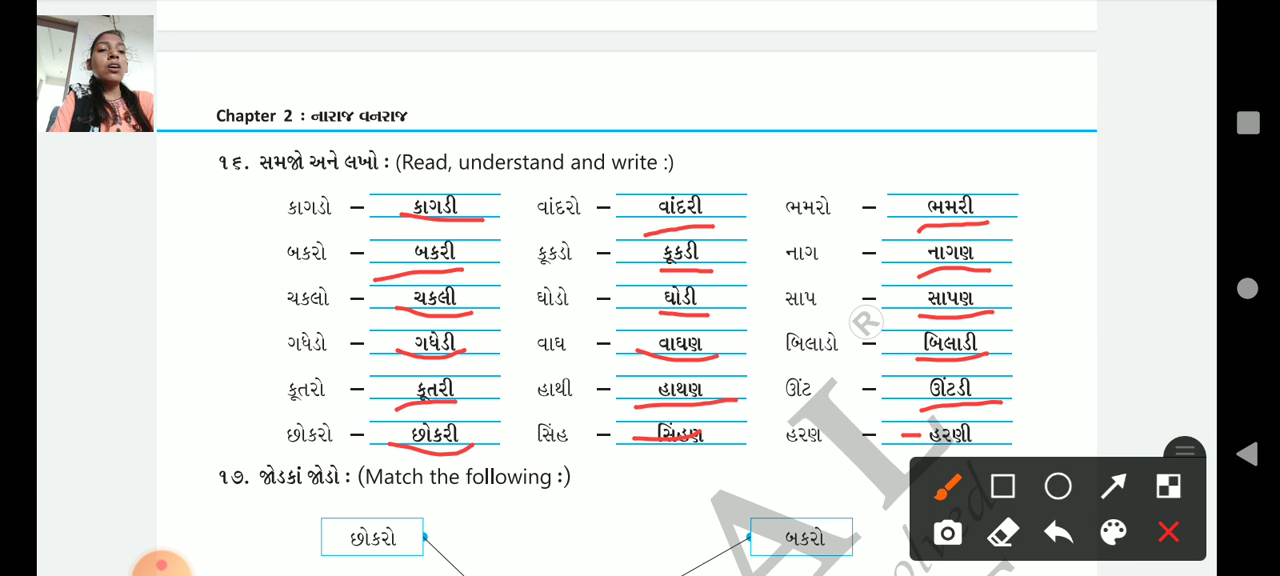 Chapter 2 : નારાજ વનરાજ
૧૬. સમજો અને લખો : (Read, understand and write :)
કાગડો – કાગડી વાંદરો – વાંદરી ભમરો – ભમરી
બકરો – બકરી કૂકડો – કૂકડી નાગ – નાગણ
ચકલો – ચકલી ઘોડો – ઘોડી સાપ – સાપણ
ગધેડો – ગધેડી વાઘ – વાઘણ બિલાડો – બિલાડી
કૂતરો – કૂતરી હાથી – હાથણ ઊંટ – ઊંટડી
છોકરો – છોકરી સિંહ – સિંહણ હરણ – હરણી
૧૭. જોડકાં જોડો : (Match the following :)
છોકરો બકરો